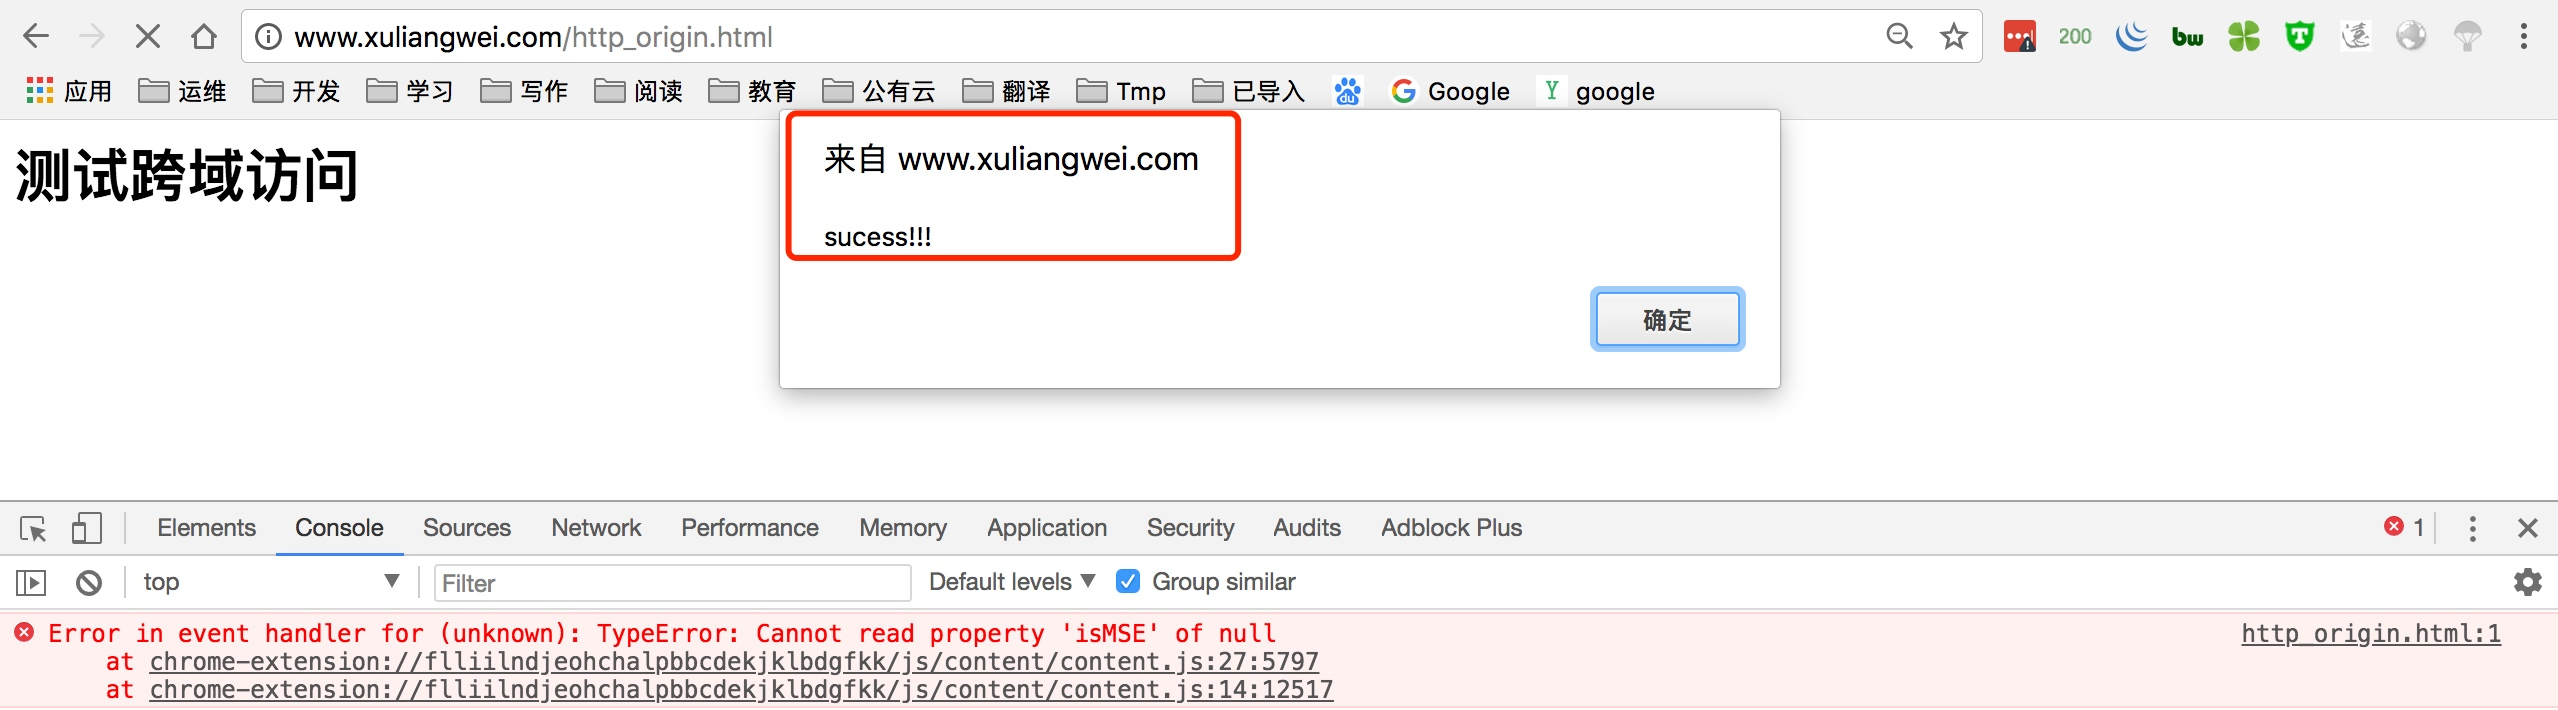 www.xuliangwei.com/http_origin.html
200
bw
T
应用 运维 开发 学习 写作 阅读 教育 公有云 翻译 Tmp 已导入 du Google Y google
测试跨域访问
来自 www.xuliangwei.com
sucess!!!
确定
Elements Console Sources Network Performance Memory Application Security Audits Adblock Plus 1
top Filter Default levels Group similar
Error in event handler for (unknown): TypeError: Cannot read property 'isMSE' of null http_origin.html:1
at chrome-extension://flliilndjeohchalpbbcdekjklbdgfkk/js/content/content.js:27:5797
at chrome-extension://flliilndjeohchalpbbcdekjklbdgfkk/js/content/content.js:14:12517